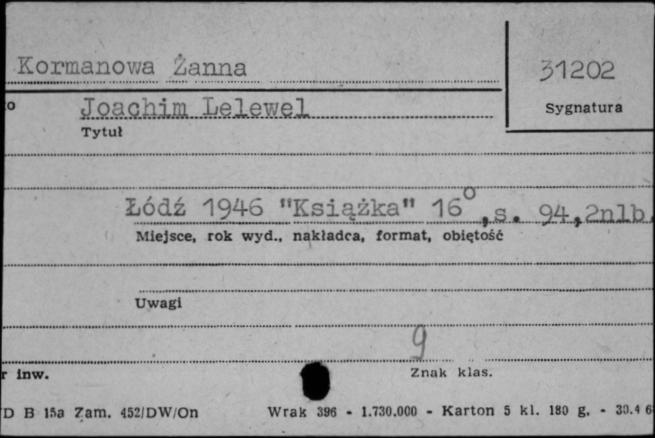 Kormanowa Żanna
31202
Sygnatura
o Joachim Lelewel
Tytuł
Łódź 1946 "Książka" 16°, s. 94, 2nlb.
Miejsce, rok wyd., nakładca, format, objętość
Uwagi
9
r inw.
Znak klas.
D B 15a Zam. 452/DW/On Wrak 396 - 1.730.000 - Karton 5 kl. 180 g. - 30.4 6